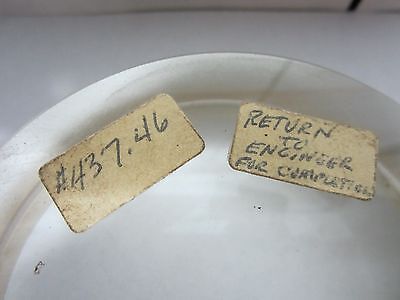 #437.46
RETURN
TO
ENGINEER
FOR COMPLETION